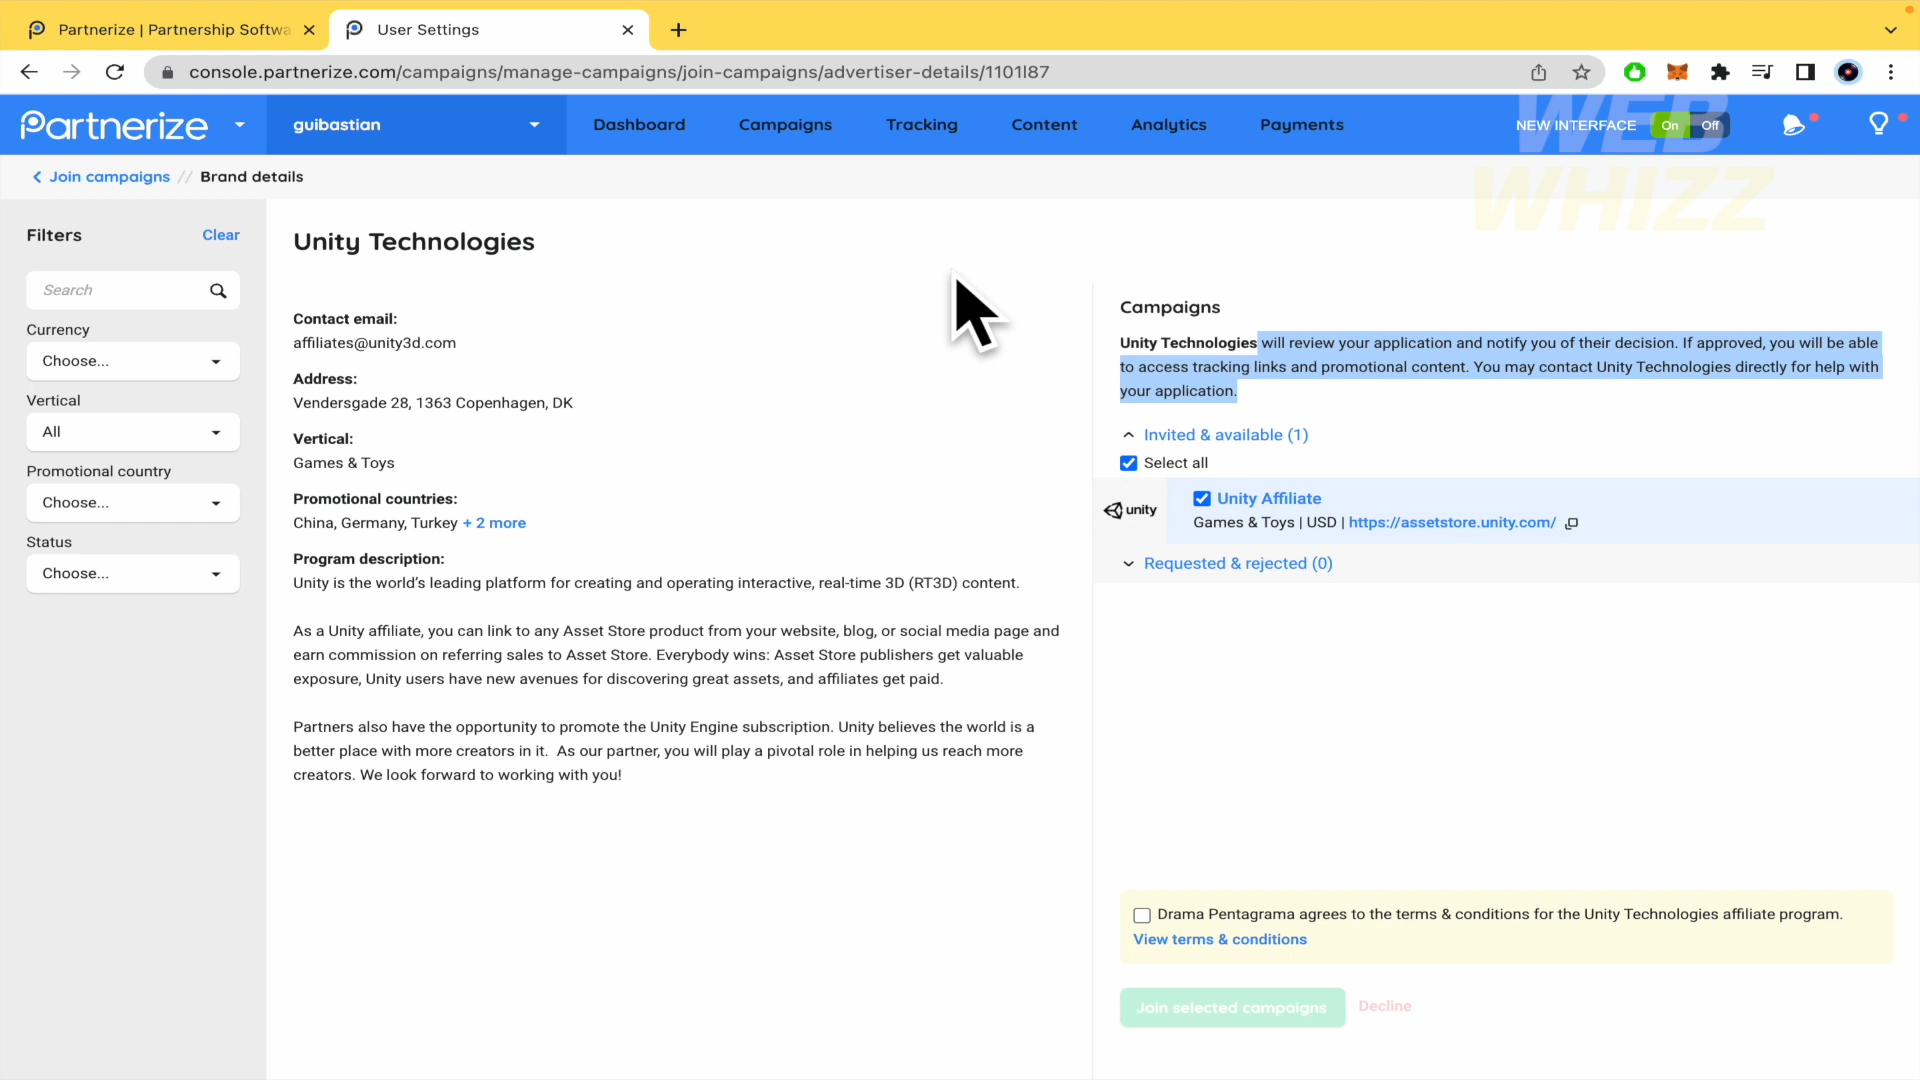 Partnerize | Partnership Softwa
User Settings
console.partnerize.com/campaigns/manage-campaigns/join-campaigns/advertiser-details/1101l87
Partnerize
guibastian
Dashboard
Campaigns
Tracking
Content
Analytics
Payments
NEW INTERFACE
On
Off
WEB
WHIZZ
Join campaigns // Brand details
Filters
Clear
Search
Currency
Choose...
Vertical
All
Promotional country
Choose...
Status
Choose...
Unity Technologies
Contact email:
affiliates@unity3d.com
Address:
Vendersgade 28, 1363 Copenhagen, DK
Vertical:
Games & Toys
Promotional countries:
China, Germany, Turkey + 2 more
Program description:
Unity is the world’s leading platform for creating and operating interactive, real-time 3D (RT3D) content.
As a Unity affiliate, you can link to any Asset Store product from your website, blog, or social media page and
earn commission on referring sales to Asset Store. Everybody wins: Asset Store publishers get valuable
exposure, Unity users have new avenues for discovering great assets, and affiliates get paid.
Partners also have the opportunity to promote the Unity Engine subscription. Unity believes the world is a
better place with more creators in it.  As our partner, you will play a pivotal role in helping us reach more
creators. We look forward to working with you!
Campaigns
Unity Technologies will review your application and notify you of their decision. If approved, you will be able
to access tracking links and promotional content. You may contact Unity Technologies directly for help with
your application.
Invited & available (1)
Select all
unity
Unity Affiliate
Games & Toys | USD | https://assetstore.unity.com/
Requested & rejected (0)
Drama Pentagrama agrees to the terms & conditions for the Unity Technologies affiliate program.
View terms & conditions
Join selected campaigns
Decline